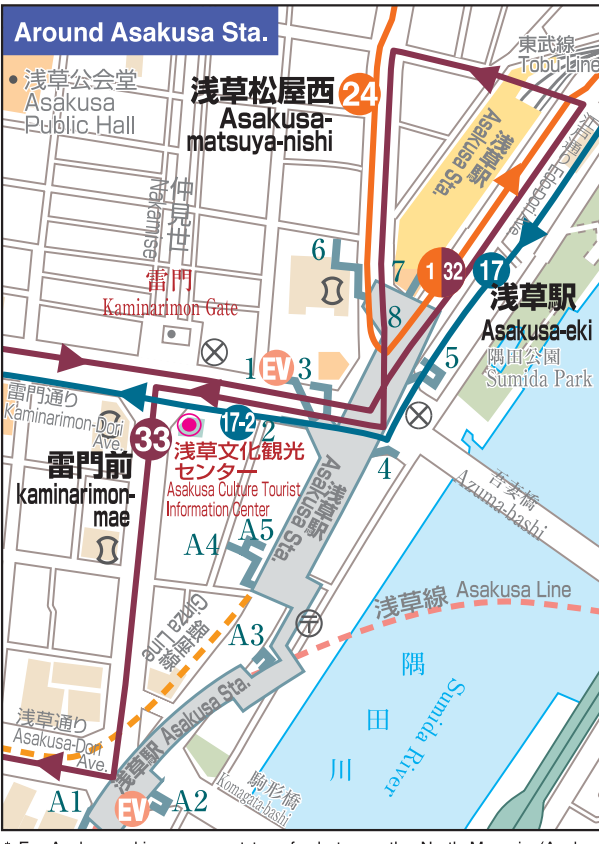 Around Asakusa Sta.
浅草公会堂
Asakusa
Public Hall
浅草松屋西
Asakusa-
matsuya-nishi
24
東武線
Tobu Line
浅草駅
Asakusa Sta.
江戸通り Edo-Dori Ave.
仲見世
Nakamise
雷門
Kaminarimon Gate
6
7
8
1
32
17
浅草駅
Asakusa-eki
隅田公園
Sumida Park
1
EV
3
5
雷門通り
Kaminarimon-Dori
Ave.
33
17-2
2
浅草文化観光
センター
Asakusa Culture Tourist
Information Center
雷門前
kaminarimon-
mae
4
浅草駅
Asakusa Sta.
吾妻橋
Azuma-bashi
A4
A5
浅草線 Asakusa Line
銀座線
Ginza Line
A3
隅田川
Sumida River
浅草通り
Asakusa-Dori
Ave.
浅草駅 Asakusa Sta.
駒形橋
Komagata-bashi
A1
EV
A2